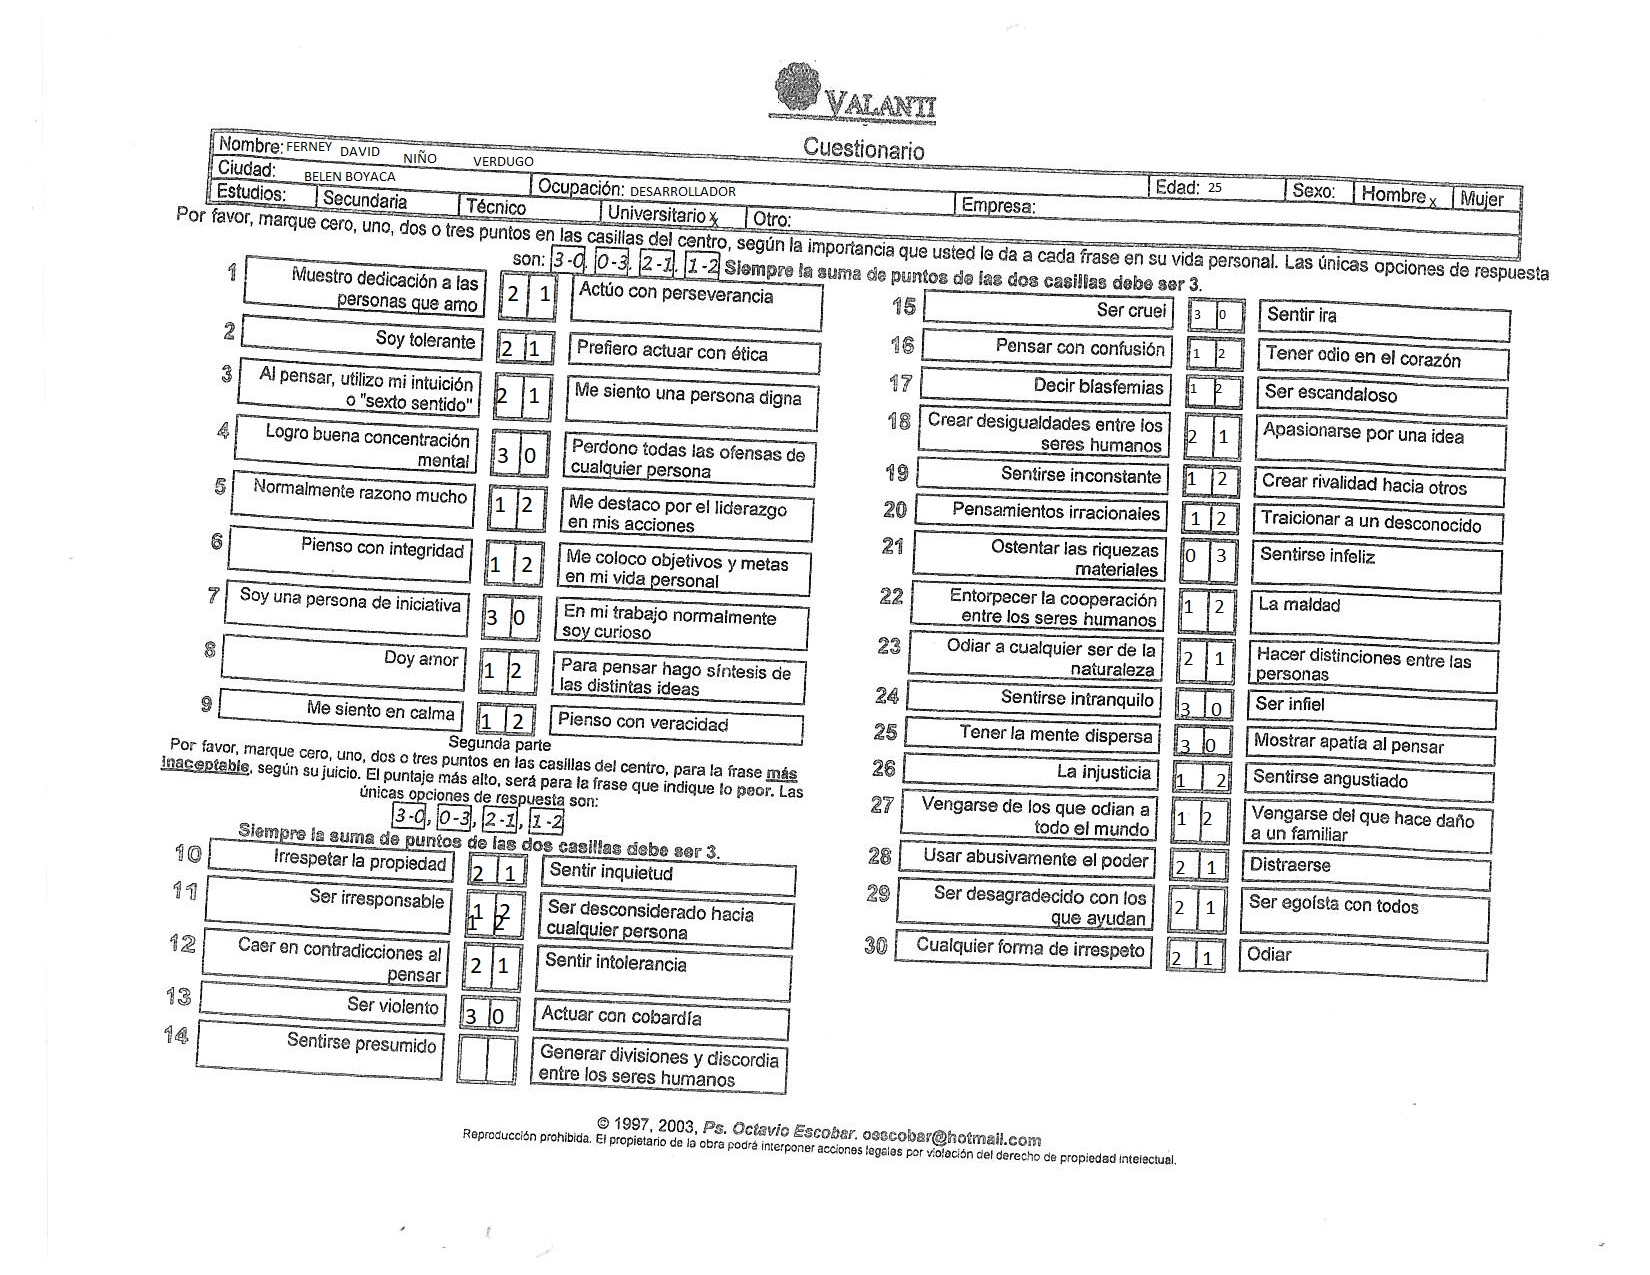 VALANTI
Cuestionario
Nombre: FERNEY DAVID NIÑO VERDUGO
Edad: 25 Sexo: Hombre x Mujer
Ciudad: BELEN BOYACA Ocupación: DESARROLLADOR Empresa:
Estudios: Secundaria Técnico Universitario x Otro:
Por favor, marque cero, uno, dos o tres puntos en las casillas del centro, según la importancia que usted le da a cada frase en su vida personal. Las únicas opciones de respuesta
son: 3-0, 0-3, 2-1, 1-2 Siempre la suma de puntos de las dos casillas debe ser 3.
1 Muestro dedicación a las personas que amo 2 1 Actúo con perseverancia
2 Soy tolerante 2 1 Prefiero actuar con ética
3 Al pensar, utilizo mi intuición o "sexto sentido" 2 1 Me siento una persona digna
4 Logro buena concentración mental 3 0 Perdono todas las ofensas de cualquier persona
5 Normalmente razono mucho 1 2 Me destaco por el liderazgo en mis acciones
6 Pienso con integridad 1 2 Me coloco objetivos y metas en mi vida personal
7 Soy una persona de iniciativa 3 0 En mi trabajo normalmente soy curioso
8 Doy amor 1 2 Para pensar hago síntesis de las distintas ideas
9 Me siento en calma 1 2 Pienso con veracidad
Segunda parte
Por favor, marque cero, uno, dos o tres puntos en las casillas del centro, para la frase más
inaceptable, según su juicio. El puntaje más alto, será para la frase que indique lo peor. Las
únicas opciones de respuesta son:
3-0, 0-3, 2-1, 1-2
Siempre la suma de puntos de las dos casillas debe ser 3.
10 Irrespetar la propiedad 2 1 Sentir inquietud
11 Ser irresponsable 1 2 1 2 Ser desconsiderado hacia cualquier persona
12 Caer en contradicciones al pensar 2 1 Sentir intolerancia
13 Ser violento 3 0 Actuar con cobardía
14 Sentirse presumido Generar divisiones y discordia entre los seres humanos
15 Ser cruel 3 0 Sentir ira
16 Pensar con confusión 1 2 Tener odio en el corazón
17 Decir blasfemias 1 2 Ser escandaloso
18 Crear desigualdades entre los seres humanos 2 1 Apasionarse por una idea
19 Sentirse inconstante 1 2 Crear rivalidad hacia otros
20 Pensamientos irracionales 1 2 Traicionar a un desconocido
21 Ostentar las riquezas materiales 0 3 Sentirse infeliz
22 Entorpecer la cooperación entre los seres humanos 1 2 La maldad
23 Odiar a cualquier ser de la naturaleza 2 1 Hacer distinciones entre las personas
24 Sentirse intranquilo 3 0 Ser infiel
25 Tener la mente dispersa 3 0 Mostrar apatía al pensar
26 La injusticia 1 2 Sentirse angustiado
27 Vengarse de los que odian a todo el mundo 1 2 Vengarse del que hace daño a un familiar
28 Usar abusivamente el poder 2 1 Distraerse
29 Ser desagradecido con los que ayudan 2 1 Ser egoísta con todos
30 Cualquier forma de irrespeto 2 1 Odiar
© 1997, 2003, Ps. Octavio Escobar. oescobar@hotmail.com
Reproducción prohibida. El propietario de la obra podrá interponer acciones legales por violación del derecho de propiedad intelectual.